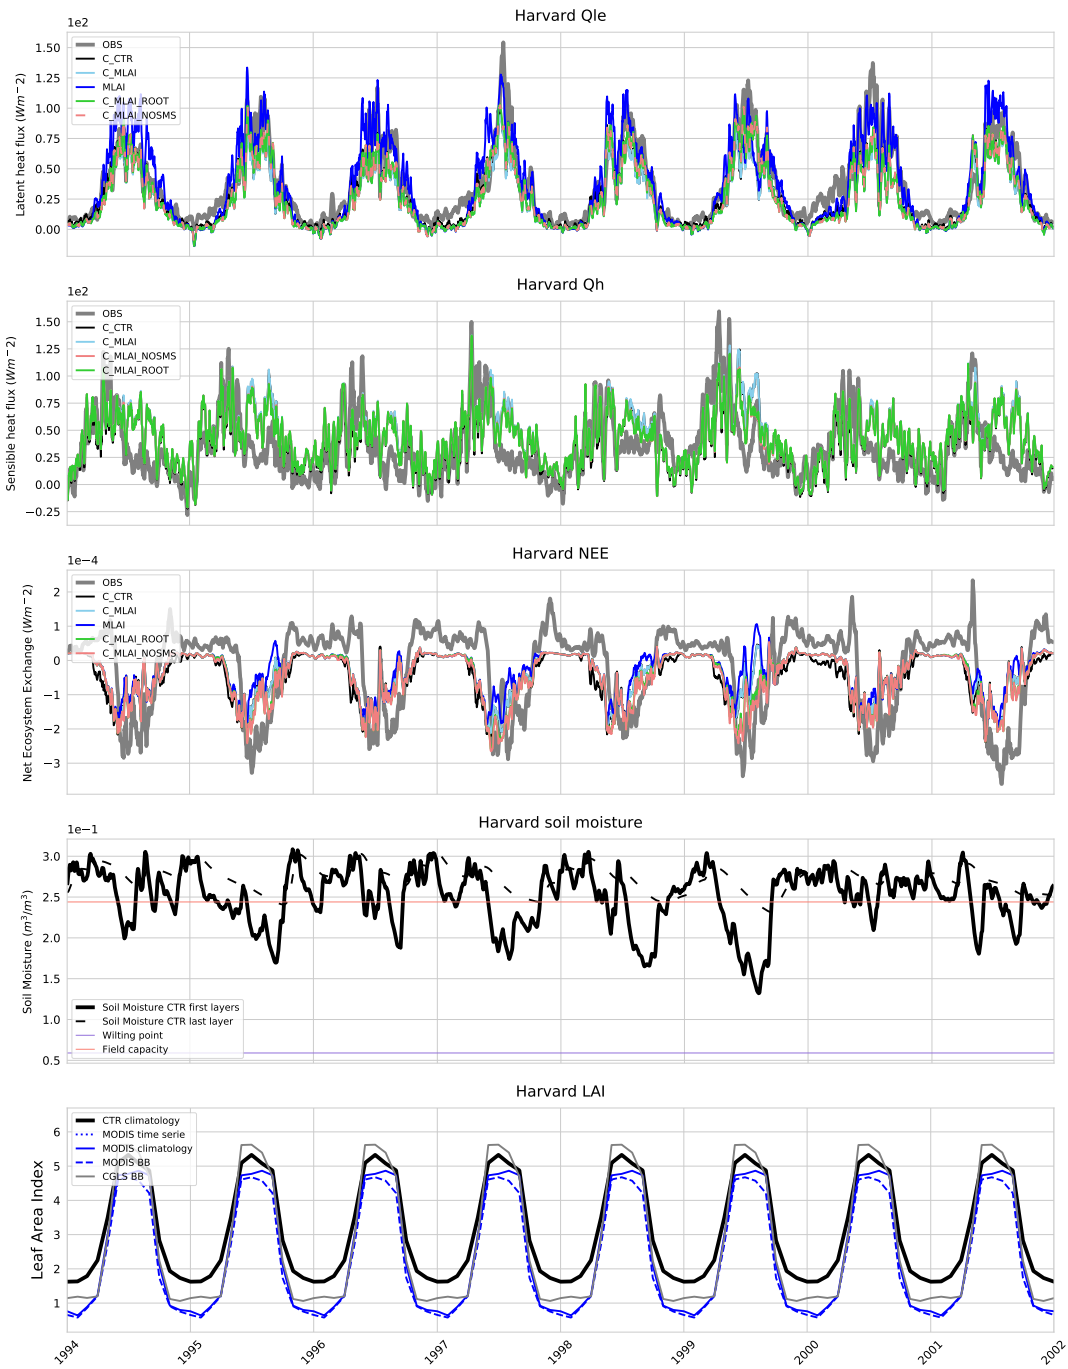 Harvard Qle
1e2
1.50
1.25
1.00
0.75
0.50
0.25
0.00
Latent heat flux (Wm−2)
OBS
C_CTR
C_MLAI
MLAI
C_MLAI_ROOT
C_MLAI_NOSMS
Harvard Qh
1e2
1.50
1.25
1.00
0.75
0.50
0.25
0.00
−0.25
Sensible heat flux (Wm−2)
OBS
C_CTR
C_MLAI
C_MLAI_NOSMS
C_MLAI_ROOT
Harvard NEE
1e−4
2
1
0
−1
−2
−3
Net Ecosystem Exchange (Wm−2)
OBS
C_CTR
C_MLAI
MLAI
C_MLAI_ROOT
C_MLAI_NOSMS
Harvard soil moisture
1e−1
3.0
2.5
2.0
1.5
1.0
0.5
Soil Moisture (m³/m³)
Soil Moisture CTR first layers
Soil Moisture CTR last layer
Wilting point
Field capacity
Harvard LAI
6
5
4
3
2
1
Leaf Area Index
CTR climatology
MODIS time serie
MODIS climatology
MODIS BB
CGLS BB
1994
1995
1996
1997
1998
1999
2000
2001
2002